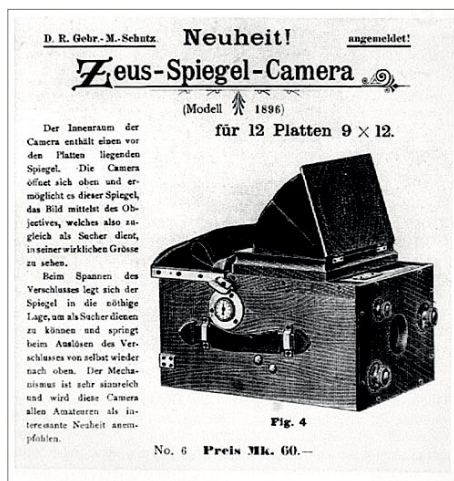 D. R. Gebr.-M.-Schutz
Neuheit!
angemeldet!
Zeus-Spiegel-Camera
(Modell 1896)
für 12 Platten 9 × 12.
Der Innenraum der
Camera enthält einen vor
den Platten liegenden
Spiegel. Die Camera
öffnet sich oben und er-
möglicht es dieser Spiegel,
das Bild mittelst des Ob-
jectives, welches also zu-
gleich als Sucher dient,
in seiner wirklichen Grösse
zu sehen.
Beim Spannen des
Verschlusses legt sich der
Spiegel in die nöthige
Lage, um als Sucher dienen
zu können und springt
beim Auslösen des Ver-
schlusses von selbst wieder
nach oben. Der Mecha-
nismus ist sehr sinnreich
und wird diese Camera
allen Amateuren als in-
teressante Neuheit anem-
pfohlen.
Fig. 4
No. 6 Preis Mk. 60.—